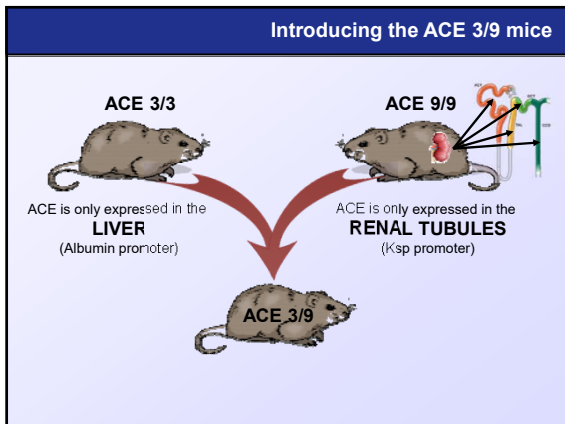 Introducing the ACE 3/9 mice
ACE 3/3
ACE is only expressed in the
LIVER
(Albumin promoter)
ACE 9/9
ACE is only expressed in the
RENAL TUBULES
(Ksp promoter)
ACE 3/9